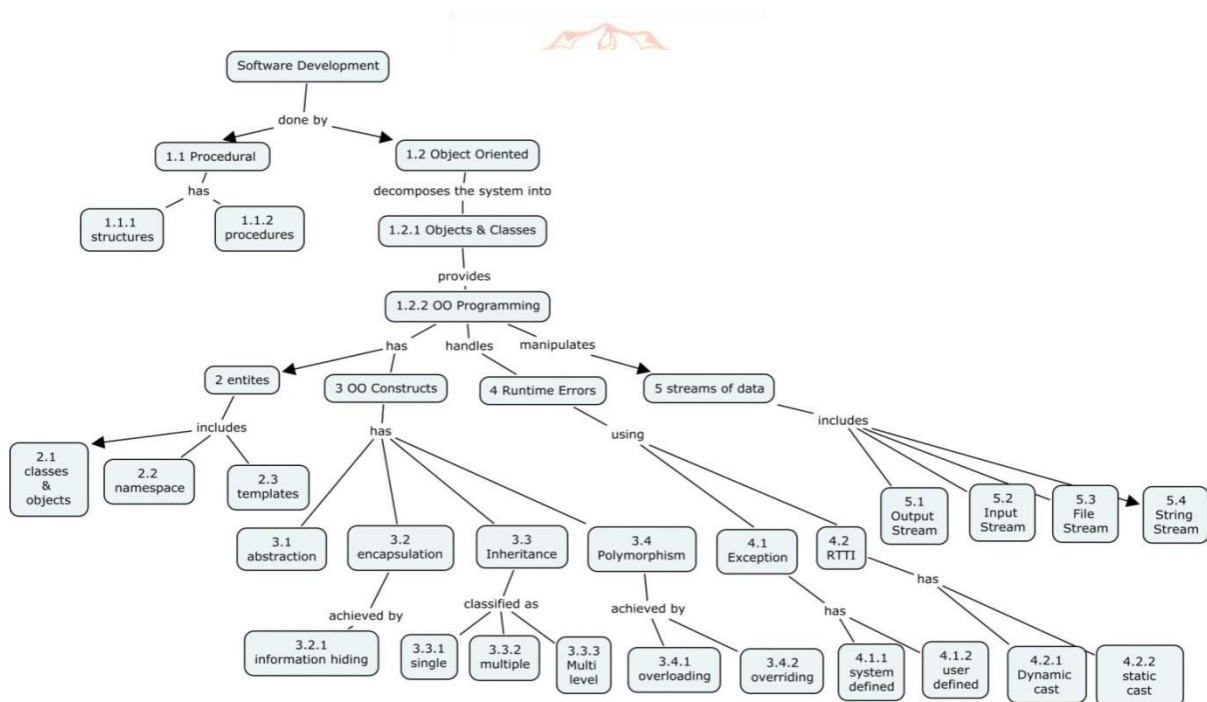 Software Development
done by
1.1 Procedural
1.2 Object Oriented
has
decomposes the system into
1.1.1
structures
1.1.2
procedures
1.2.1 Objects & Classes
provides
1.2.2 OO Programming
has
handles
manipulates
2 entites
3 OO Constructs
4 Runtime Errors
5 streams of data
includes
has
using
includes
2.1
classes
&
objects
2.2
namespace
2.3
templates
5.1
Output
Stream
5.2
Input
Stream
5.3
File
Stream
5.4
String
Stream
3.1
abstraction
3.2
encapsulation
3.3
Inheritance
3.4
Polymorphism
4.1
Exception
4.2
RTTI
achieved by
classified as
achieved by
has
has
3.2.1
information hiding
3.3.1
single
3.3.2
multiple
3.3.3
Multi
level
3.4.1
overloading
3.4.2
overriding
4.1.1
system
defined
4.1.2
user
defined
4.2.1
Dynamic
cast
4.2.2
static
cast